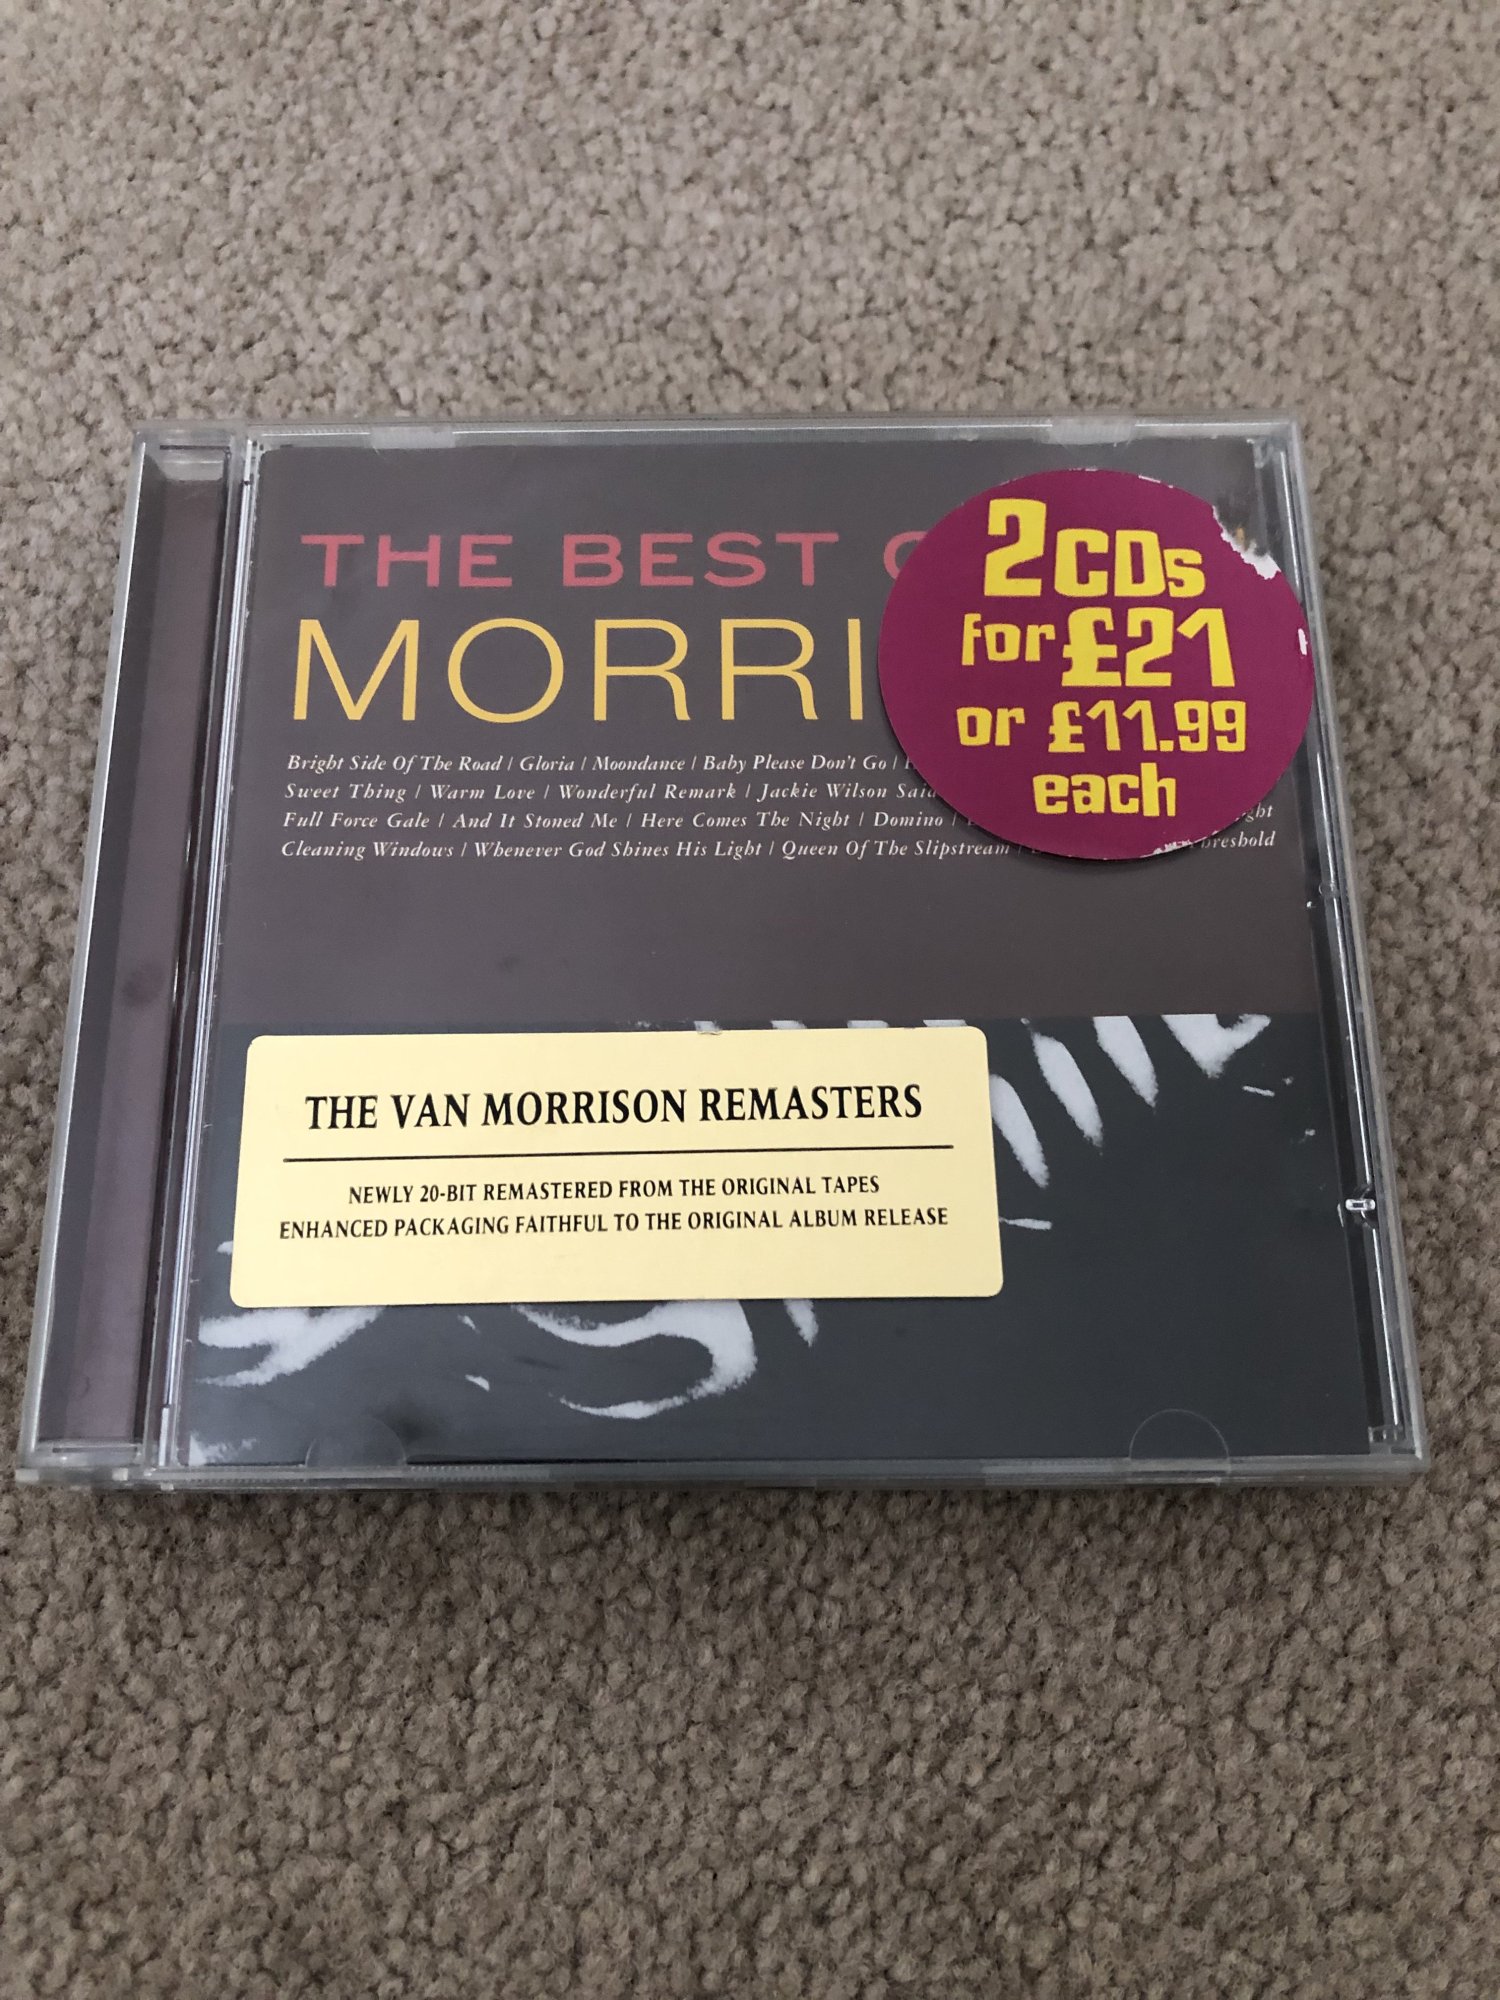 THE BEST
MORRI
Bright Side Of The Road / Gloria / Moondance / Baby Please Don't Go /
Sweet Thing / Warm Love / Wonderful Remark / Jackie Wilson Said
Full Force Gale / And It Stoned Me / Here Comes The Night / Domino /
Cleaning Windows / Whenever God Shines His Light / Queen Of The Slipstream /
2 CDs
for £21
or £11.99
each
THE VAN MORRISON REMASTERS
NEWLY 20-BIT REMASTERED FROM THE ORIGINAL TAPES
ENHANCED PACKAGING FAITHFUL TO THE ORIGINAL ALBUM RELEASE